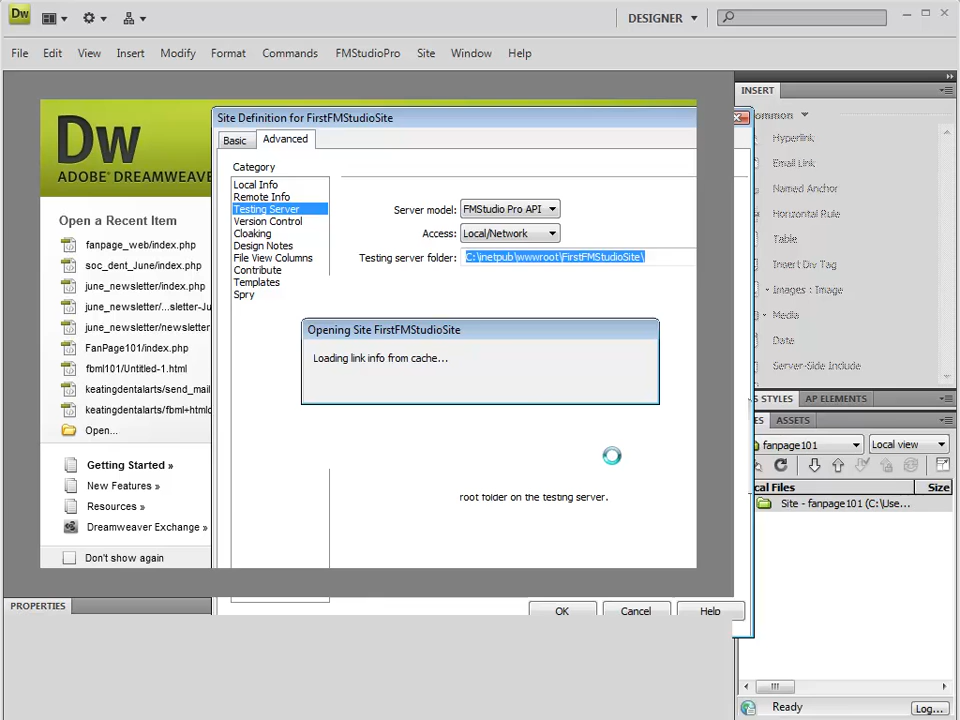 Dw
DESIGNER
File Edit View Insert Modify Format Commands FMStudioPro Site Window Help
Dw
ADOBE® DREAMWEAVE
Open a Recent Item
fanpage_web/index.php
soc_dent_June/index.php
june_newsletter/index.php
june_newsletter/...sletter-Ju
june_newsletter/newsletter
FanPage101/index.php
fbml101/Untitled-1.html
keatingdentalarts/send_mail
keatingdentalarts/fbml+htmlc
Open...
Getting Started »
New Features »
Resources »
Dreamweaver Exchange »
Don't show again
Site Definition for FirstFMStudioSite
Basic Advanced
Category
Local Info
Remote Info
Testing Server
Version Control
Cloaking
Design Notes
File View Columns
Contribute
Templates
Spry
Server model: FMStudio Pro API
Access: Local/Network
Testing server folder: C:\inetpub\wwwroot\FirstFMStudioSite\
Opening Site FirstFMStudioSite
Loading link info from cache...
root folder on the testing server.
OK Cancel Help
INSERT
ommon
Hyperlink
Email Link
Named Anchor
Horizontal Rule
Table
Insert Div Tag
Images : Image
Media
Date
Server-Side Include
S STYLES AP ELEMENTS
ES ASSETS
fanpage101 Local view
cal Files Size
Site - fanpage101 (C:\Use...
Ready Log...
PROPERTIES